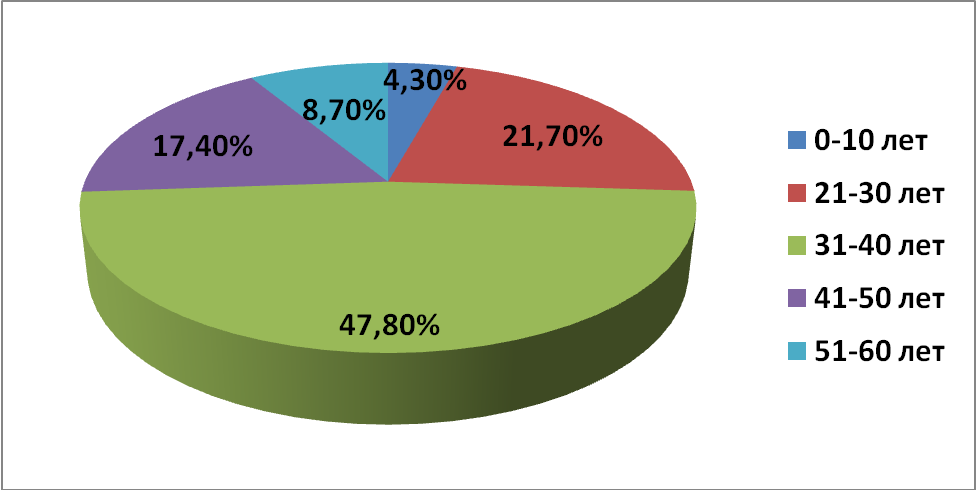 4,30%
21,70%
8,70%
17,40%
47,80%
0-10 лет
21-30 лет
31-40 лет
41-50 лет
51-60 лет